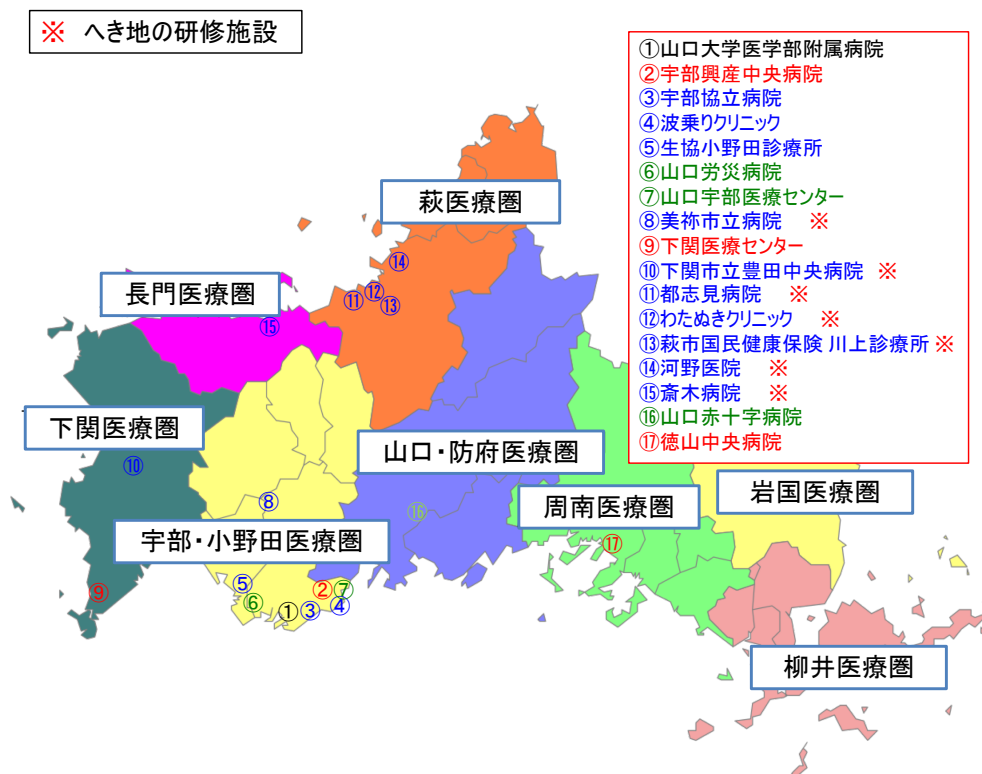 ※ へき地の研修施設
①山口大学医学部附属病院
②宇部興産中央病院
③宇部協立病院
④波乗りクリニック
⑤生協小野田診療所
⑥山口労災病院
⑦山口宇部医療センター
⑧美祢市立病院 ※
⑨下関医療センター
⑩下関市立豊田中央病院 ※
⑪都志見病院 ※
⑫わたぬきクリニック ※
⑬萩市国民健康保険 川上診療所 ※
⑭河野医院 ※
⑮斎木病院 ※
⑯山口赤十字病院
⑰徳山中央病院
萩医療圏
⑭
長門医療圏
⑫
⑪
⑬
⑮
下関医療圏
山口・防府医療圏
⑩
岩国医療圏
⑧
周南医療圏
⑯
宇部・小野田医療圏
⑰
⑤
②
⑦
⑨
⑥
①
③
④
柳井医療圏